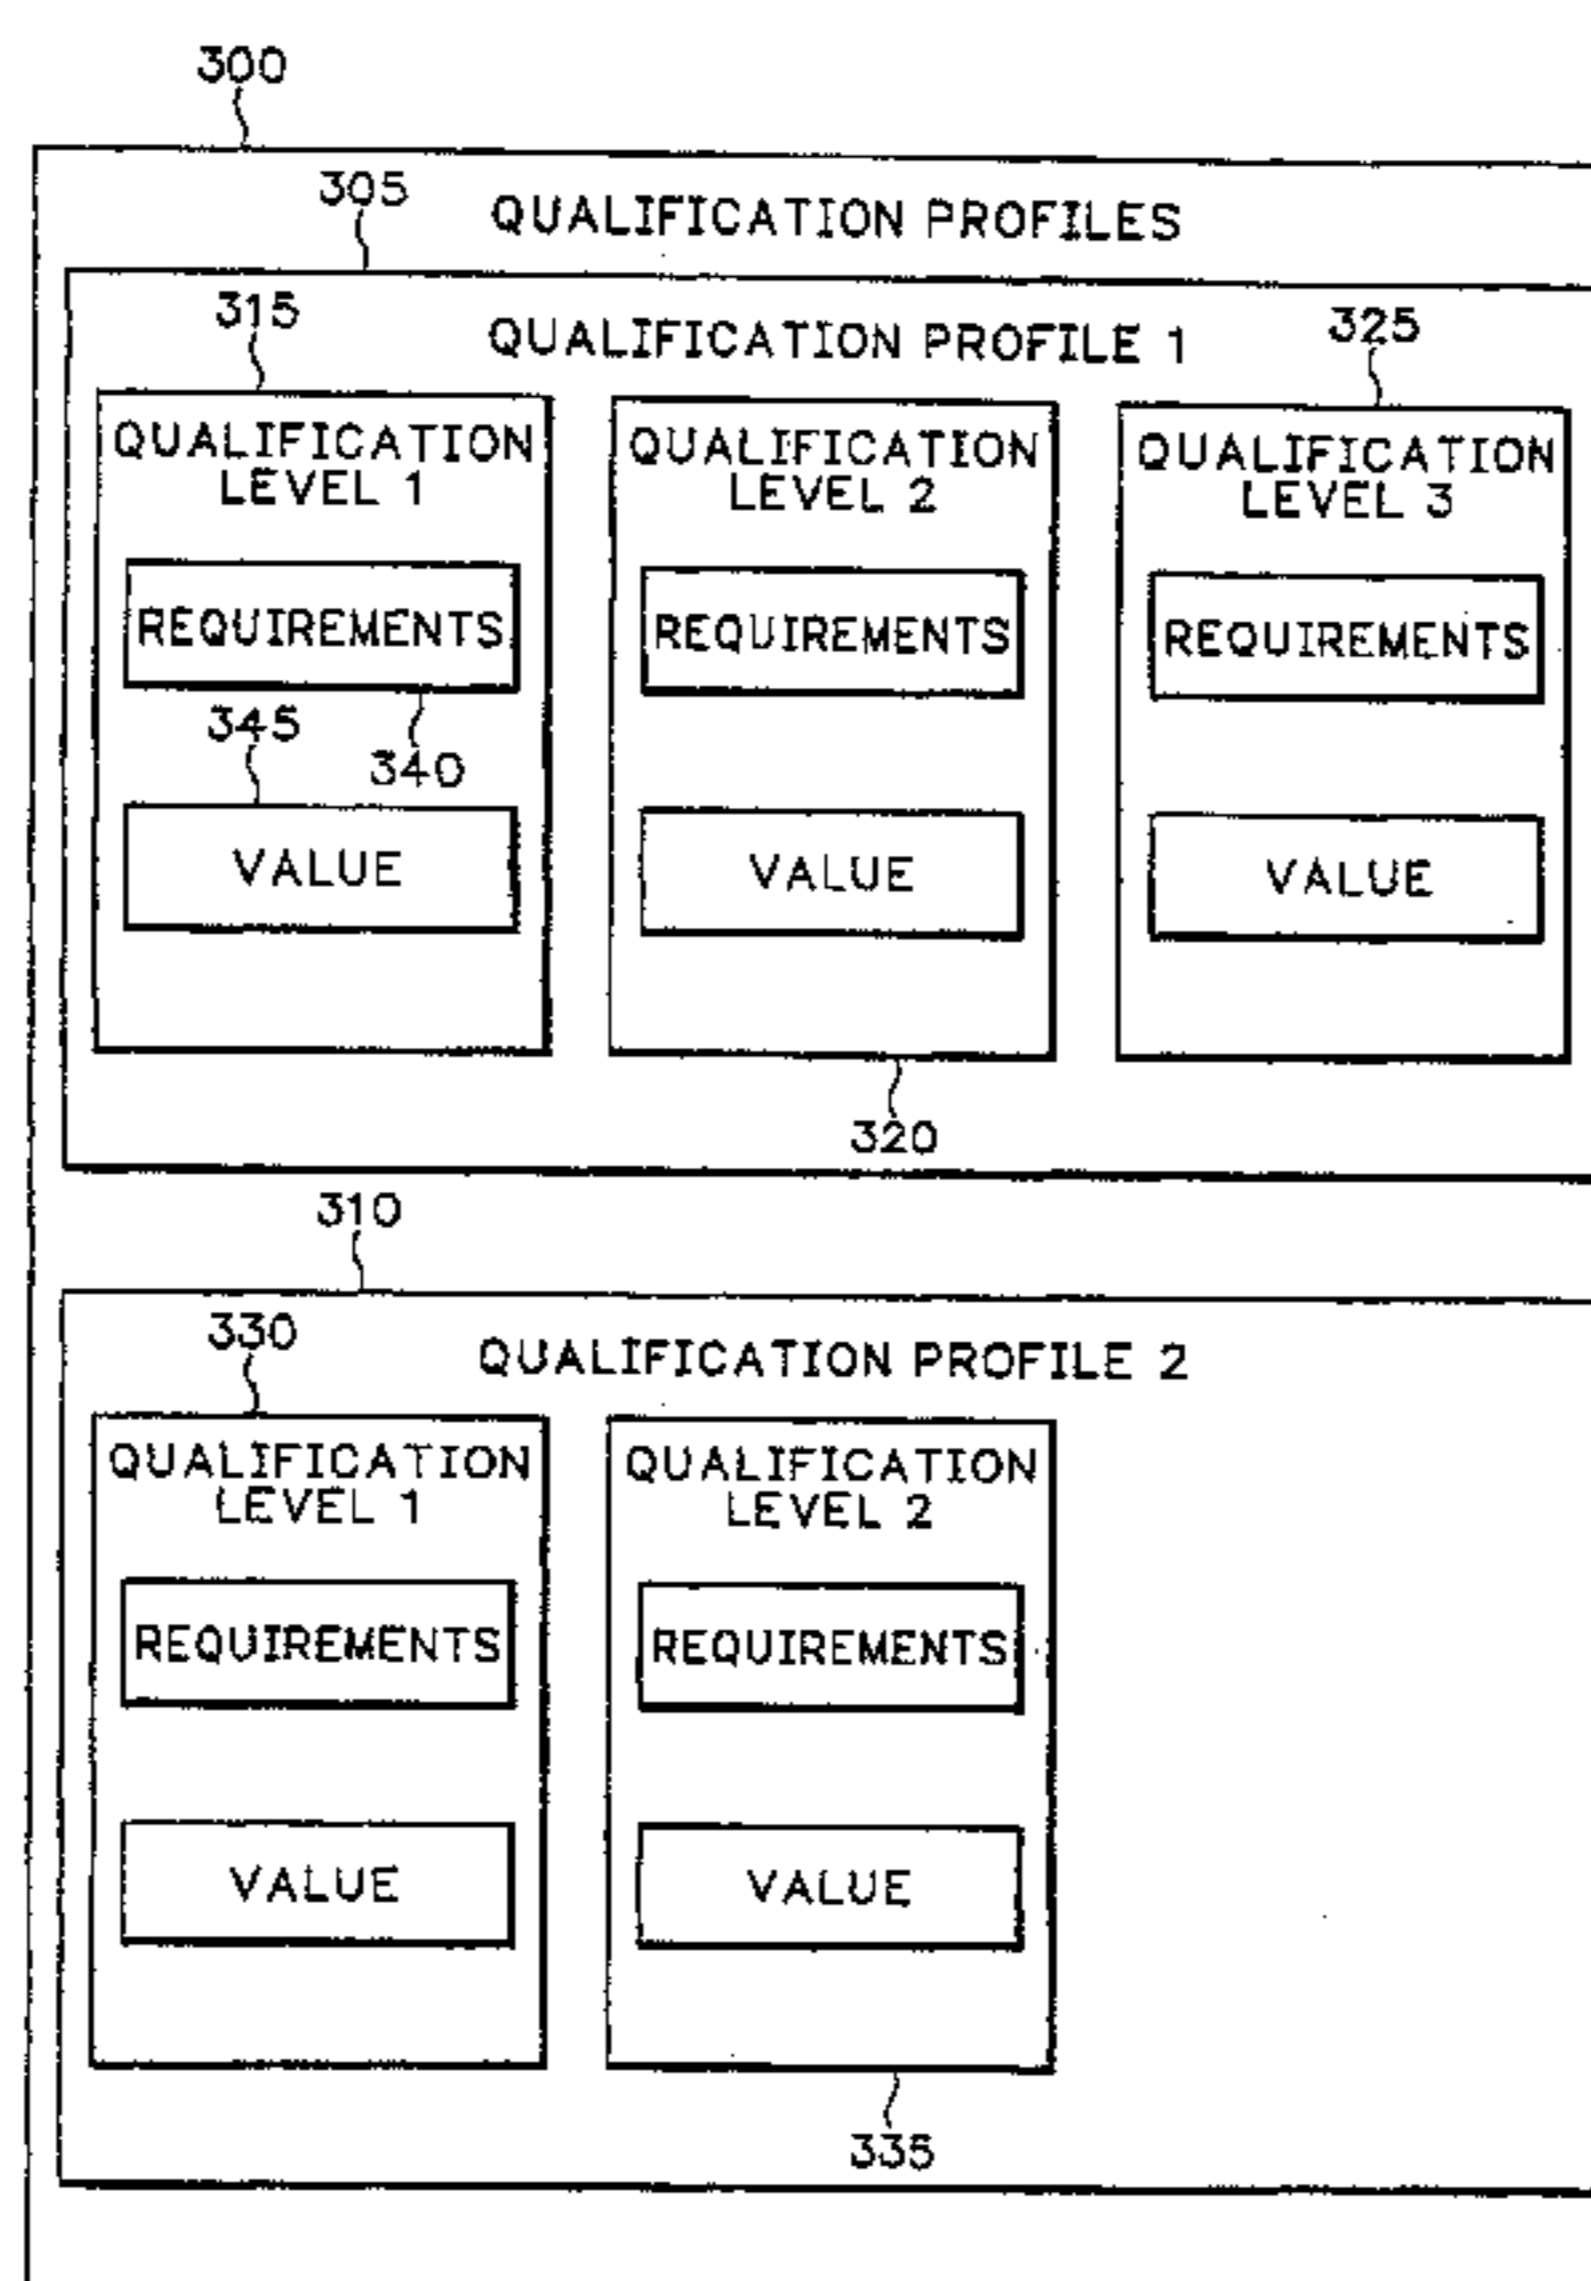 300
305
QUALIFICATION PROFILES
315
QUALIFICATION PROFILE 1
325
QUALIFICATION
LEVEL 1
QUALIFICATION
LEVEL 2
QUALIFICATION
LEVEL 3
REQUIREMENTS
REQUIREMENTS
REQUIREMENTS
345
340
VALUE
VALUE
VALUE
320
310
330
QUALIFICATION PROFILE 2
QUALIFICATION
LEVEL 1
QUALIFICATION
LEVEL 2
REQUIREMENTS
REQUIREMENTS
VALUE
VALUE
335